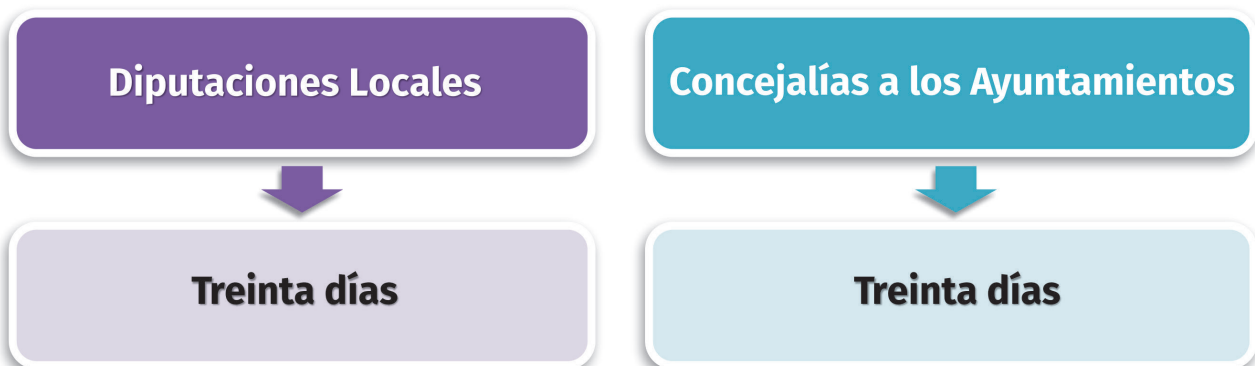 Diputaciones Locales
Concejalías a los Ayuntamientos
Treinta días
Treinta días